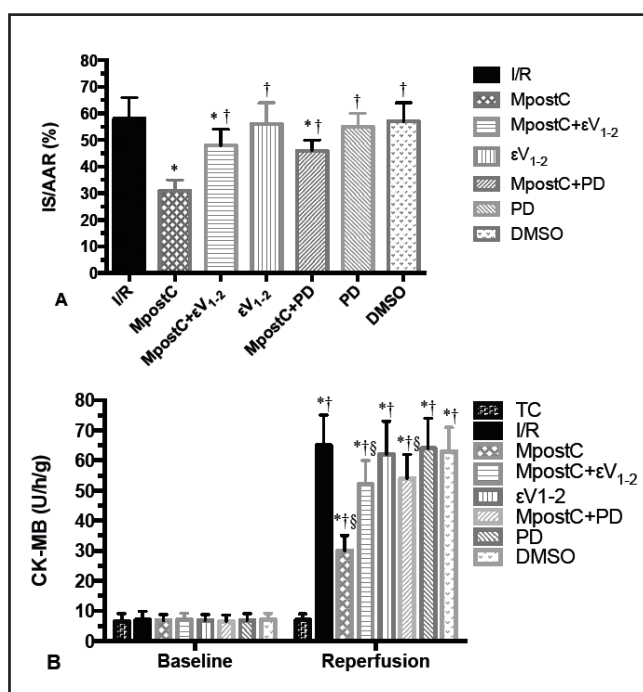 80
70
60
50
40
30
20
10
0
IS/AAR (%)
*
* †
†
* †
†
†
I/R
MpostC
MpostC+εV1-2
εV1-2
MpostC+PD
PD
DMSO
I/R
MpostC
MpostC+εV1-2
εV1-2
MpostC+PD
PD
DMSO
A
80
70
60
50
40
30
20
10
0
CK-MB (U/h/g)
*†
*†§
*†§
*†
*†§
*†
*†
TC
I/R
MpostC
MpostC+εV1-2
εV1-2
MpostC+PD
PD
DMSO
Baseline
Reperfusion
B